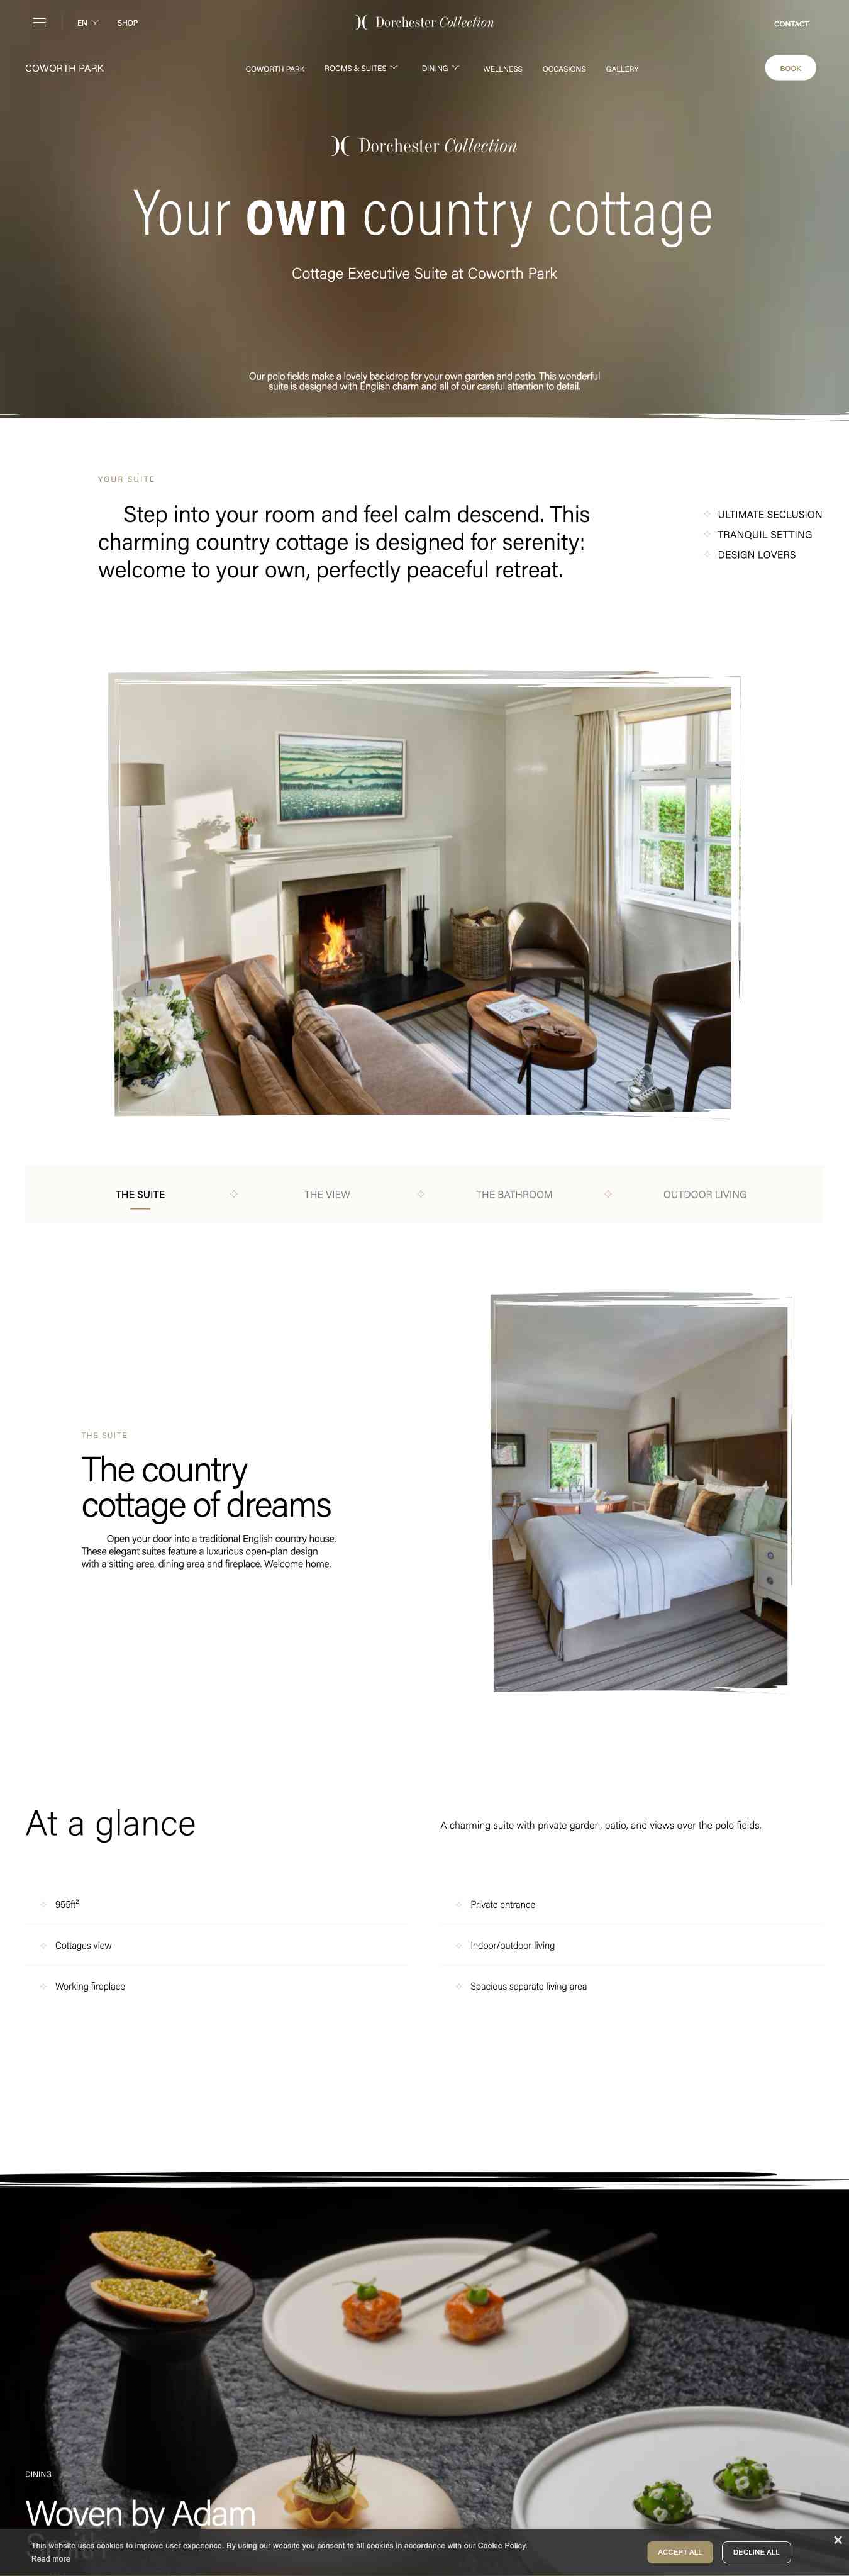 EN
SHOP
Dorchester Collection
CONTACT
COWORTH PARK
COWORTH PARK
ROOMS & SUITES
DINING
WELLNESS
OCCASIONS
GALLERY
BOOK
Dorchester Collection
Your own country cottage
Cottage Executive Suite at Coworth Park
Our polo fields make a lovely backdrop for your own garden and patio. This wonderful
suite is designed with English charm and all of our careful attention to detail.
YOUR SUITE
Step into your room and feel calm descend. This
charming country cottage is designed for serenity:
welcome to your own, perfectly peaceful retreat.
ULTIMATE SECLUSION
TRANQUIL SETTING
DESIGN LOVERS
THE SUITE
THE VIEW
THE BATHROOM
OUTDOOR LIVING
THE SUITE
The country
cottage of dreams
Open your door into a traditional English country house.
These elegant suites feature a luxurious open-plan design
with a sitting area, dining area and fireplace. Welcome home.
At a glance
A charming suite with private garden, patio, and views over the polo fields.
955ft²
Private entrance
Cottages view
Indoor/outdoor living
Working fireplace
Spacious separate living area
DINING
Woven by Adam
Smith
This website uses cookies to improve user experience. By using our website you consent to all cookies in accordance with our Cookie Policy.
Read more
ACCEPT ALL
DECLINE ALL